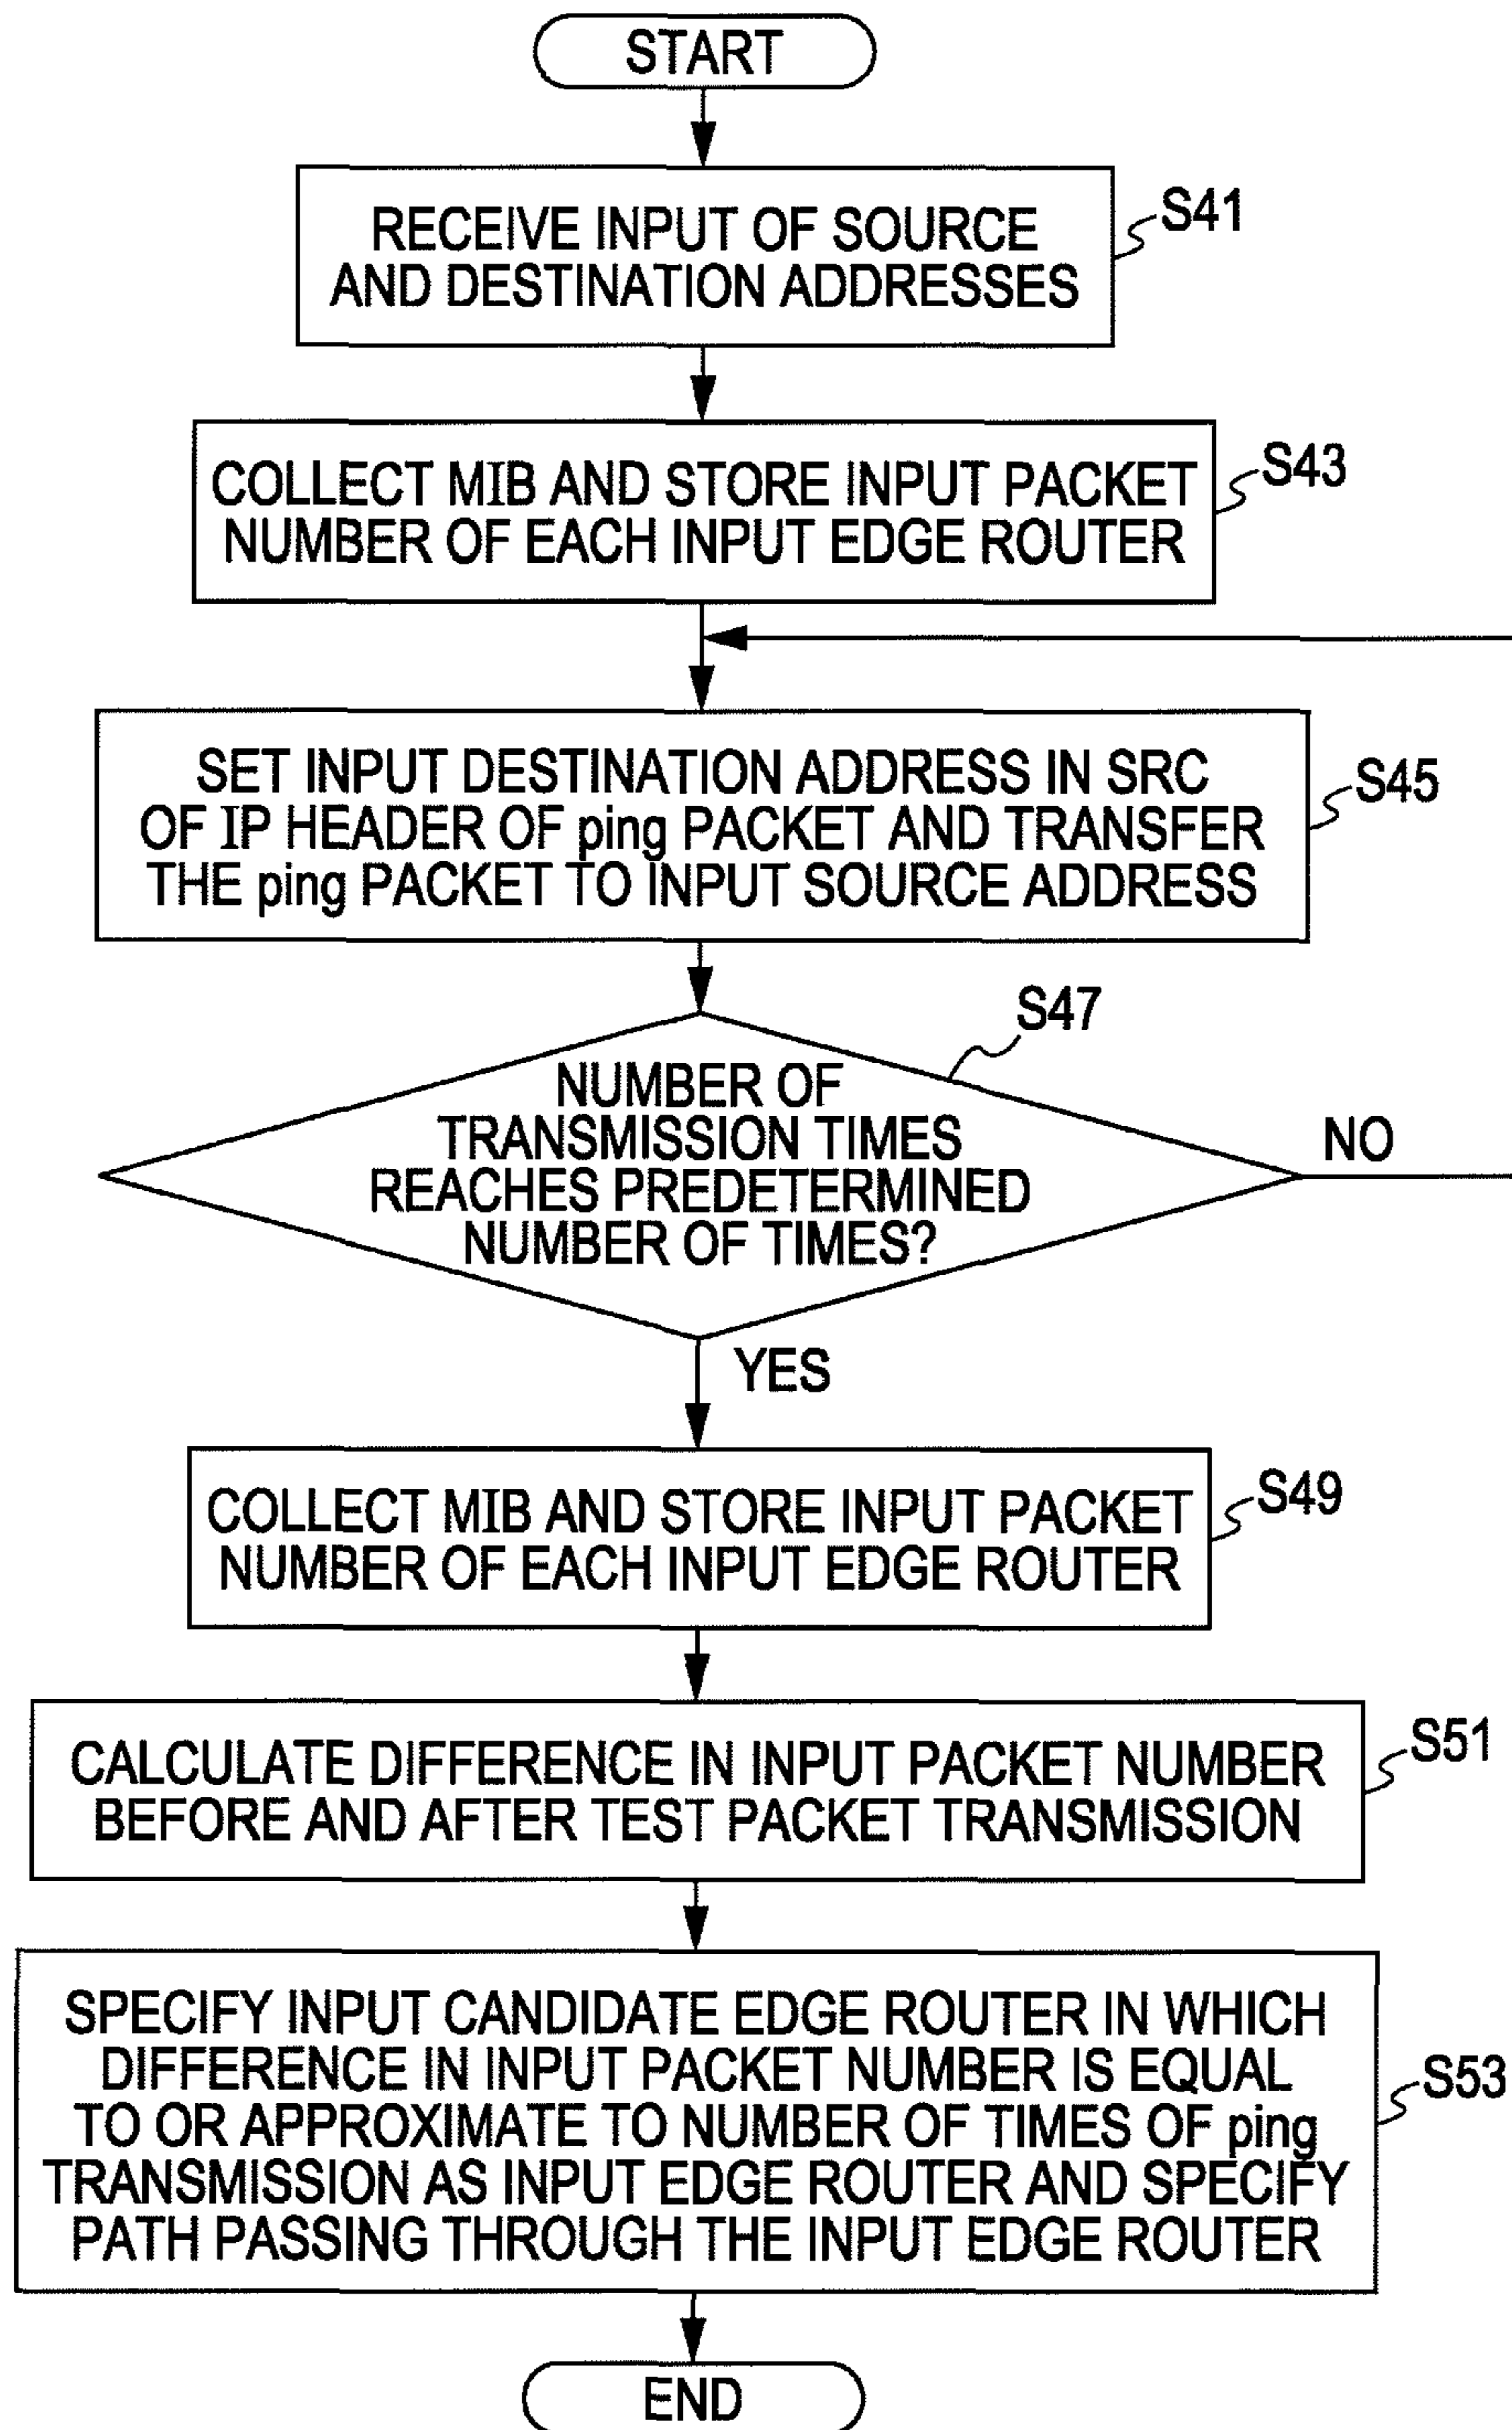 START
RECEIVE INPUT OF SOURCE
AND DESTINATION ADDRESSES
S41
COLLECT MIB AND STORE INPUT PACKET
NUMBER OF EACH INPUT EDGE ROUTER
S43
SET INPUT DESTINATION ADDRESS IN SRC
OF IP HEADER OF ping PACKET AND TRANSFER
THE ping PACKET TO INPUT SOURCE ADDRESS
S45
S47
NUMBER OF
TRANSMISSION TIMES
REACHES PREDETERMINED
NUMBER OF TIMES?
NO
YES
COLLECT MIB AND STORE INPUT PACKET
NUMBER OF EACH INPUT EDGE ROUTER
S49
CALCULATE DIFFERENCE IN INPUT PACKET NUMBER
BEFORE AND AFTER TEST PACKET TRANSMISSION
S51
SPECIFY INPUT CANDIDATE EDGE ROUTER IN WHICH
DIFFERENCE IN INPUT PACKET NUMBER IS EQUAL
TO OR APPROXIMATE TO NUMBER OF TIMES OF ping
TRANSMISSION AS INPUT EDGE ROUTER AND SPECIFY
PATH PASSING THROUGH THE INPUT EDGE ROUTER
S53
END